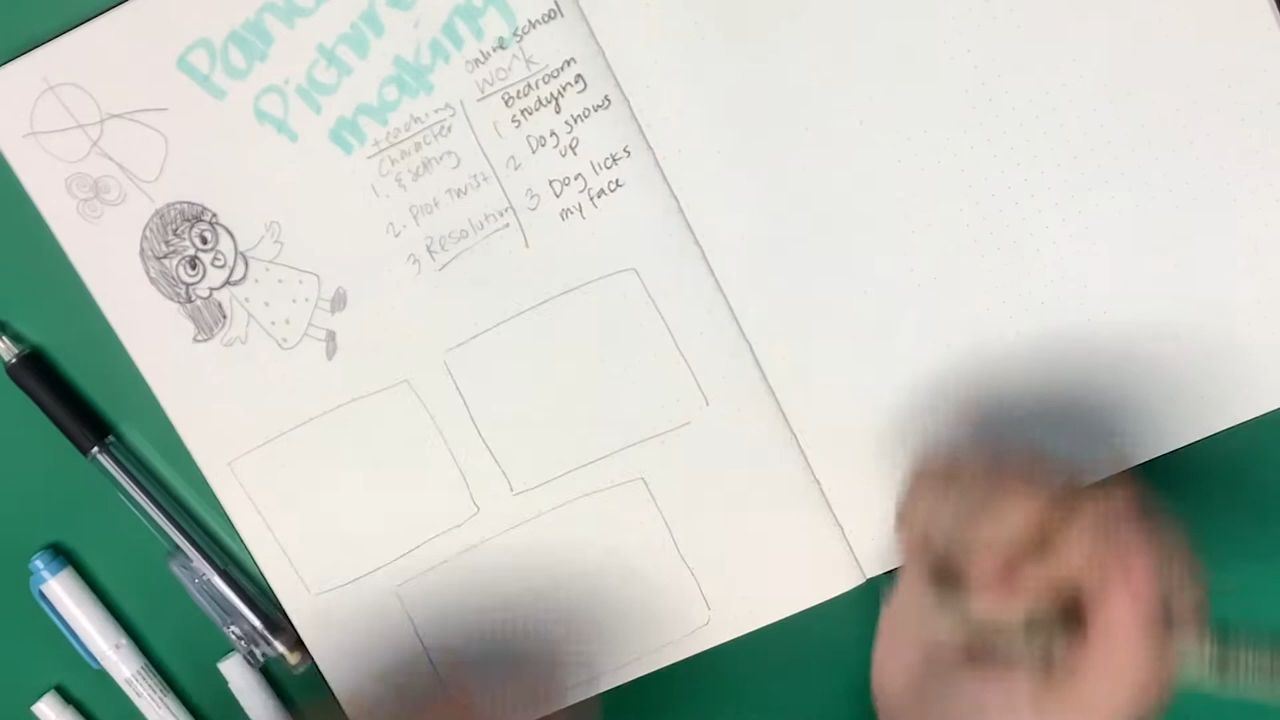 Pand
Pictur
making
teaching
Character
1. & setting
2. Plot Twist
3 Resolution
online school
work
Bedroom
1 studying
2 Dog shows
up
3 Dog licks
my face